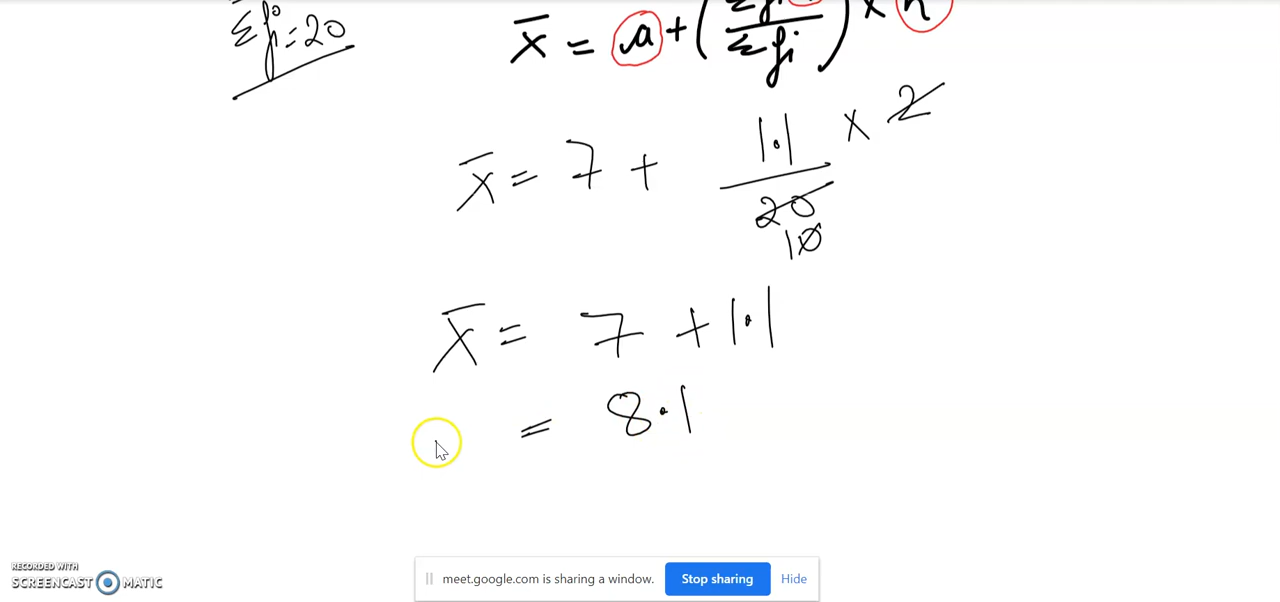 Σfi=20
x̄ = a+(Σfi/Σfi) × h
x̄ = 7 + 1.1/20 × 2
10
x̄ = 7 + 1.1
= 8.1
RECORDED WITH
SCREENCAST MATIC
meet.google.com is sharing a window. Stop sharing Hide